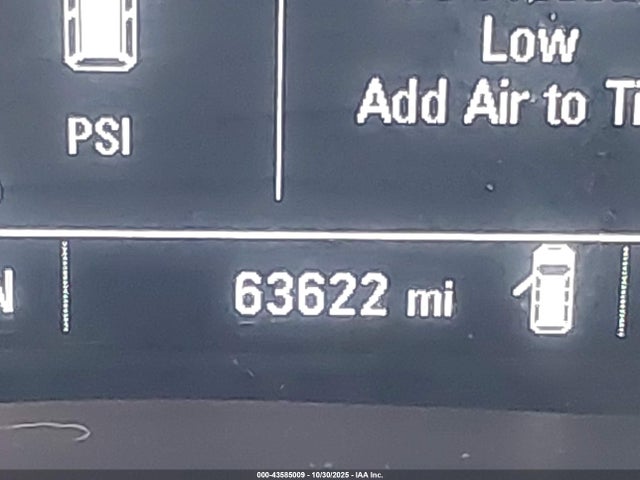 Low
Add Air to Ti
PSI
63622 mi
000-43585009 - 10/30/2025 - IAA Inc.